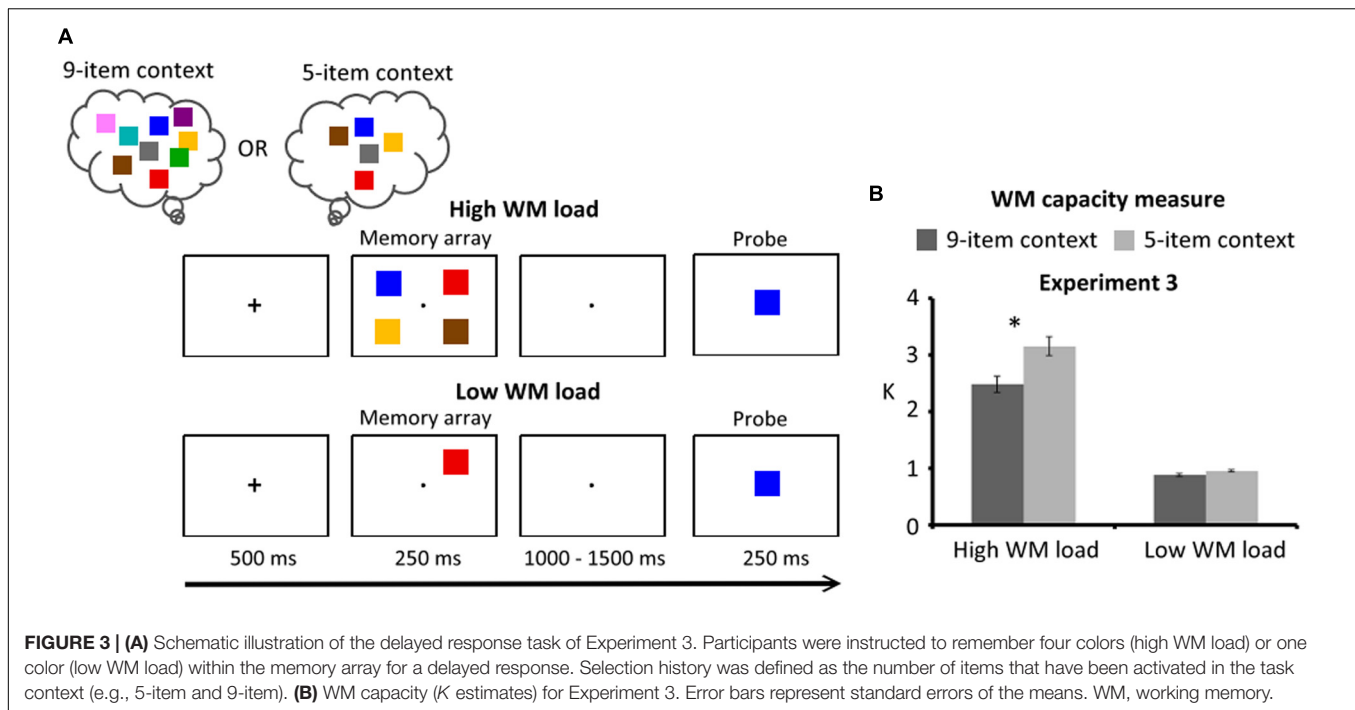 A
9-item context
5-item context
OR
High WM load
Memory array
Probe
Low WM load
Memory array
Probe
500 ms
250 ms
1000 - 1500 ms
250 ms
B
WM capacity measure
9-item context
5-item context
Experiment 3
4
3
2
1
0
K
*
High WM load
Low WM load
FIGURE 3 | (A) Schematic illustration of the delayed response task of Experiment 3. Participants were instructed to remember four colors (high WM load) or one
color (low WM load) within the memory array for a delayed response. Selection history was defined as the number of items that have been activated in the task
context (e.g., 5-item and 9-item). (B) WM capacity (K estimates) for Experiment 3. Error bars represent standard errors of the means. WM, working memory.